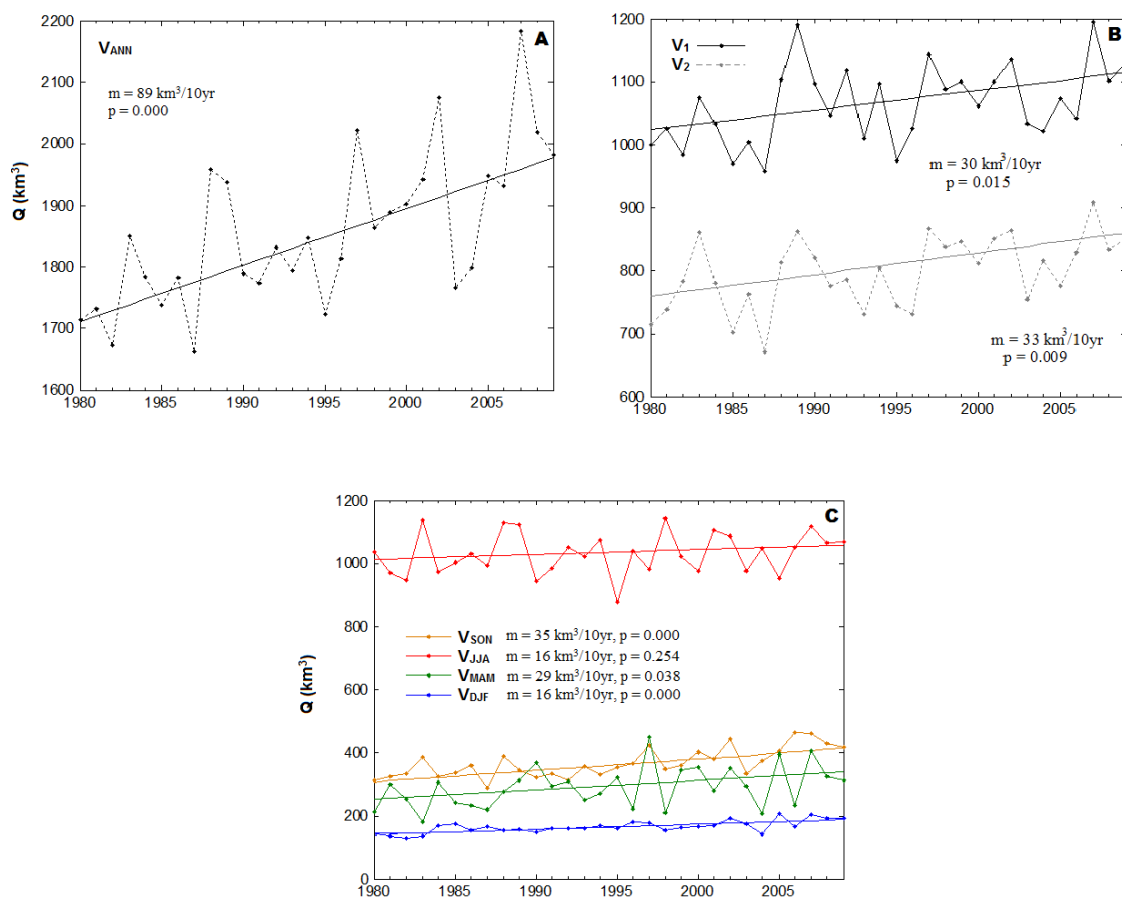 A
V_ANN
m = 89 km³/10yr
p = 0.000
Q (km³)
2200
2100
2000
1900
1800
1700
1600
1980 1985 1990 1995 2000 2005
B
V₁
V₂
m = 30 km³/10yr
p = 0.015
m = 33 km³/10yr
p = 0.009
1200
1100
1000
900
800
700
600
1980 1985 1990 1995 2000 2005
C
V_SON m = 35 km³/10yr, p = 0.000
V_JJA m = 16 km³/10yr, p = 0.254
V_MAM m = 29 km³/10yr, p = 0.038
V_DJF m = 16 km³/10yr, p = 0.000
Q (km³)
1200
1000
800
600
400
200
0
1980 1985 1990 1995 2000 2005